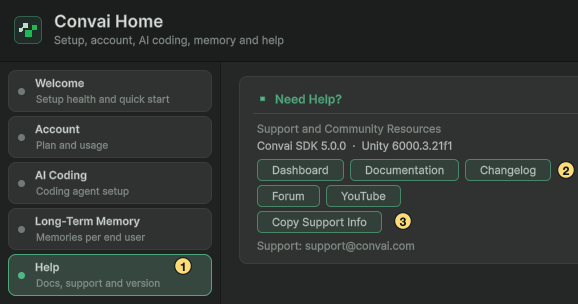 Convai Home
Setup, account, AI coding, memory and help
Welcome
Setup health and quick start
Account
Plan and usage
AI Coding
Coding agent setup
Long-Term Memory
Memories per end user
Help
Docs, support and version
1
Need Help?
Support and Community Resources
Convai SDK 5.0.0 · Unity 6000.3.21f1
Dashboard Documentation Changelog 2
Forum YouTube
Copy Support Info 3
Support: support@convai.com